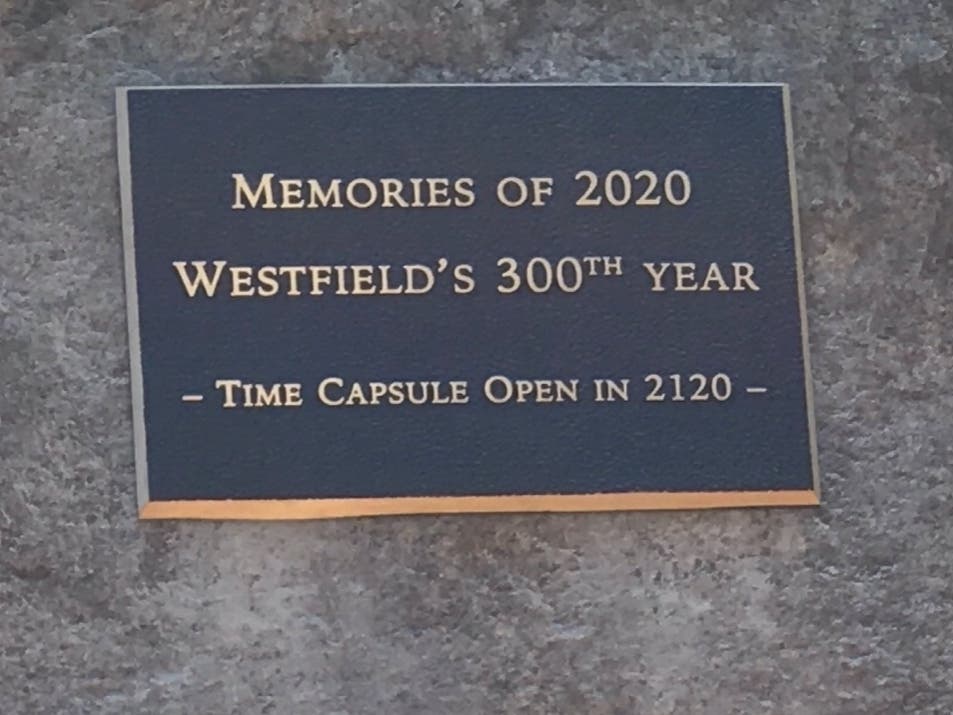 Memories of 2020
Westfield's 300th year
– Time Capsule Open in 2120 –